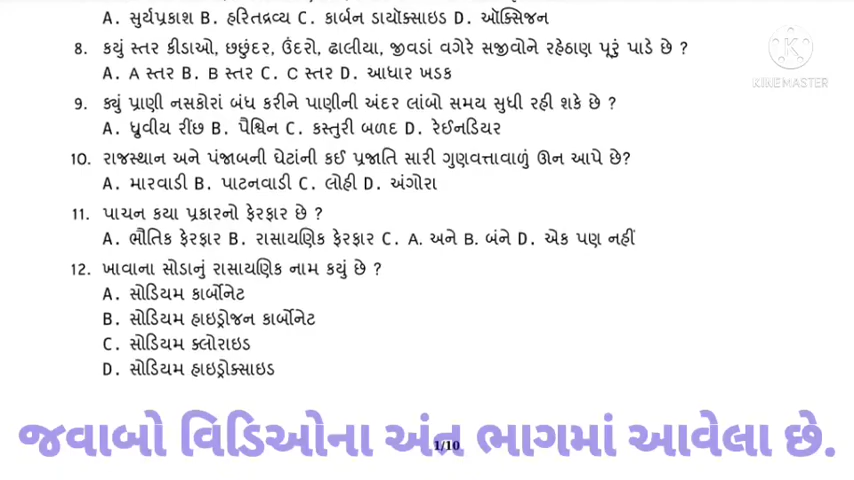 A. સુર્યપ્રકાશ B. હરિતદ્રવ્ય C. કાર્બન ડાયૉક્સાઇડ D. ઑક્સિજન
8. કયું સ્તર કીડાઓ, છછુંદર, ઉંદરો, ઢાલીયા, જીવડાં વગેરે સજીવોને રહેઠાણ પૂરું પાડે છે ?
A. A સ્તર B. B સ્તર C. C સ્તર D. આધાર ખડક
9. ક્યું પ્રાણી નસકોરાં બંધ કરીને પાણીની અંદર લાંબો સમય સુધી રહી શકે છે ?
A. ધ્રુવીય રીંછ B. પૈંગ્વિન C. કસ્તુરી બળદ D. રેઈનડિયર
10. રાજસ્થાન અને પંજાબની ઘેટાંની કઈ પ્રજાતિ સારી ગુણવત્તાવાળું ઊન આપે છે?
A. મારવાડી B. પાટનવાડી C. લોહી D. અંગોરા
11. પાચન કયા પ્રકારનો ફેરફાર છે ?
A. ભૌતિક ફેરફાર B. રાસાયણિક ફેરફાર C. A. અને B. બંને D. એક પણ નહીં
12. ખાવાના સોડાનું રાસાયણિક નામ કયું છે ?
A. સોડિયમ કાર્બોનેટ
B. સોડિયમ હાઇડ્રોજન કાર્બોનેટ
C. સોડિયમ ક્લોરાઇડ
D. સોડિયમ હાઇડ્રોક્સાઇડ
જવાબો વિડિઓના અંત ભાગમાં આવેલા છે.
1/10
KINEMASTER